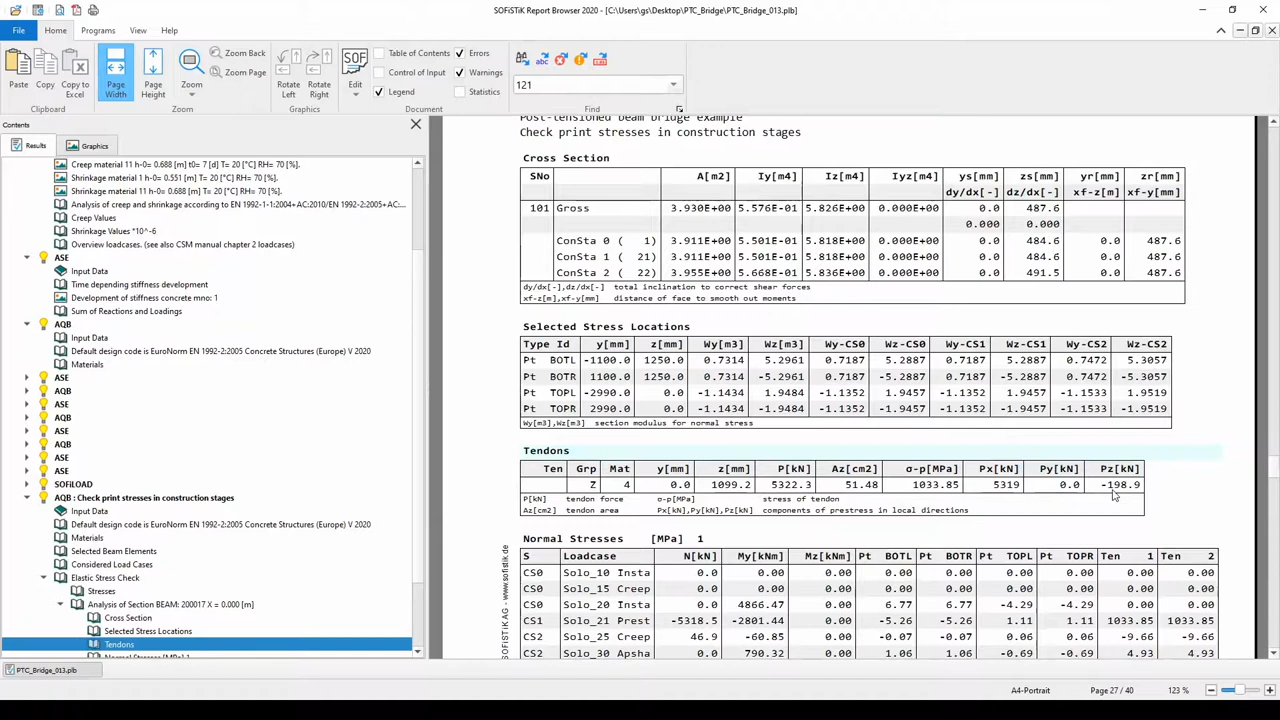 SOFiSTiK Report Browser 2020 - [C:\Users\gs\Desktop\PTC_Bridge\PTC_Bridge_013.plb]
File Home Programs View Help
Paste Copy Copy to Excel
Clipboard
Page Width Page Height Zoom Zoom Back Zoom Page
Zoom
Rotate Left Rotate Right
Graphics
SOF Edit
Table of Contents Errors
Control of Input Warnings
Legend Statistics
Document
abc
121
Find
Contents
Results Graphics
Creep material 11 h-0= 0.688 [m] t0= 7 [d] T= 20 [°C] RH= 70 [%].
Shrinkage material 1 h-0= 0.551 [m] T= 20 [°C] RH= 70 [%].
Shrinkage material 11 h-0= 0.688 [m] T= 20 [°C] RH= 70 [%].
Analysis of creep and shrinkage according to EN 1992-1-1:2004+AC:2010/EN 1992-2:2005+AC:...
Creep Values
Shrinkage Values *10^-6
Overview loadcases. (see also CSM manual chapter 2 loadcases)
ASE
Input Data
Time depending stiffness development
Development of stiffness concrete mno: 1
Sum of Reactions and Loadings
AQB
Input Data
Default design code is EuroNorm EN 1992-2:2005 Concrete Structures (Europe) V 2020
Materials
ASE
AQB
ASE
AQB
ASE
AQB
ASE
ASE
SOFiLOAD
AQB : Check print stresses in construction stages
Input Data
Default design code is EuroNorm EN 1992-2:2005 Concrete Structures (Europe) V 2020
Materials
Selected Beam Elements
Considered Load Cases
Elastic Stress Check
Stresses
Analysis of Section BEAM: 200017 X = 0.000 [m]
Cross Section
Selected Stress Locations
Tendons
Normal Stresses [MPa] 1
Post-tensioned beam bridge example
Check print stresses in construction stages
Cross Section
SNo A[m2] Iy[m4] Iz[m4] Iyz[m4] ys[mm] zs[mm] yr[mm] zr[mm]
dy/dx[-] dz/dx[-] xf-z[m] xf-y[mm]
101 Gross 3.930E+00 5.576E-01 5.826E+00 0.000E+00 0.0 487.6
0.000 0.000
ConSta 0 ( 1) 3.911E+00 5.501E-01 5.818E+00 0.000E+00 0.0 484.6 0.0 487.6
ConSta 1 ( 21) 3.911E+00 5.501E-01 5.818E+00 0.000E+00 0.0 484.6 0.0 487.6
ConSta 2 ( 22) 3.955E+00 5.668E-01 5.836E+00 0.000E+00 0.0 491.5 0.0 487.6
dy/dx[-],dz/dx[-] total inclination to correct shear forces
xf-z[m],xf-y[mm] distance of face to smooth out moments
Selected Stress Locations
Type Id y[mm] z[mm] Wy[m3] Wz[m3] Wy-CS0 Wz-CS0 Wy-CS1 Wz-CS1 Wy-CS2 Wz-CS2
Pt BOTL -1100.0 1250.0 0.7314 5.2961 0.7187 5.2887 0.7187 5.2887 0.7472 5.3057
Pt BOTR 1100.0 1250.0 0.7314 -5.2961 0.7187 -5.2887 0.7187 -5.2887 0.7472 -5.3057
Pt TOPL -2990.0 0.0 -1.1434 1.9484 -1.1352 1.9457 -1.1352 1.9457 -1.1533 1.9519
Pt TOPR 2990.0 0.0 -1.1434 -1.9484 -1.1352 -1.9457 -1.1352 -1.9457 -1.1533 -1.9519
Wy[m3],Wz[m3] section modulus for normal stress
Tendons
Ten Grp Mat y[mm] z[mm] P[kN] Az[cm2] σ-p[MPa] Px[kN] Py[kN] Pz[kN]
Z 4 0.0 1099.2 5322.3 51.48 1033.85 5319 0.0 -198.9
P[kN] tendon force σ-p[MPa] stress of tendon
Az[cm2] tendon area Px[kN],Py[kN],Pz[kN] components of prestress in local directions
Normal Stresses [MPa] 1
S Loadcase N[kN] My[kNm] Mz[kNm] Pt BOTL Pt BOTR Pt TOPL Pt TOPR Ten 1 Ten 2
CS0 Solo_10 Insta 0.0 0.00 0.00 0.00 0.00 0.00 0.00 0.00 0.00
CS0 Solo_15 Creep 0.0 0.00 0.00 0.00 0.00 0.00 0.00 0.00 0.00
CS0 Solo_20 Insta 0.0 4866.47 0.00 6.77 6.77 -4.29 -4.29 0.00 0.00
CS1 Solo_21 Prest -5318.5 -2801.44 0.00 -5.26 -5.26 1.11 1.11 1033.85 1033.85
CS2 Solo_25 Creep 46.9 -60.85 0.00 -0.07 -0.07 -0.06 -0.06 -9.66 -9.66
CS2 Solo_30 Apsha 0.0 790.32 0.00 1.06 1.06 -0.69 -0.69 4.93 4.93
SOFiSTiK AG - www.sofistik.de
PTC_Bridge_013.plb
A4-Portrait Page 27 / 40 123 %